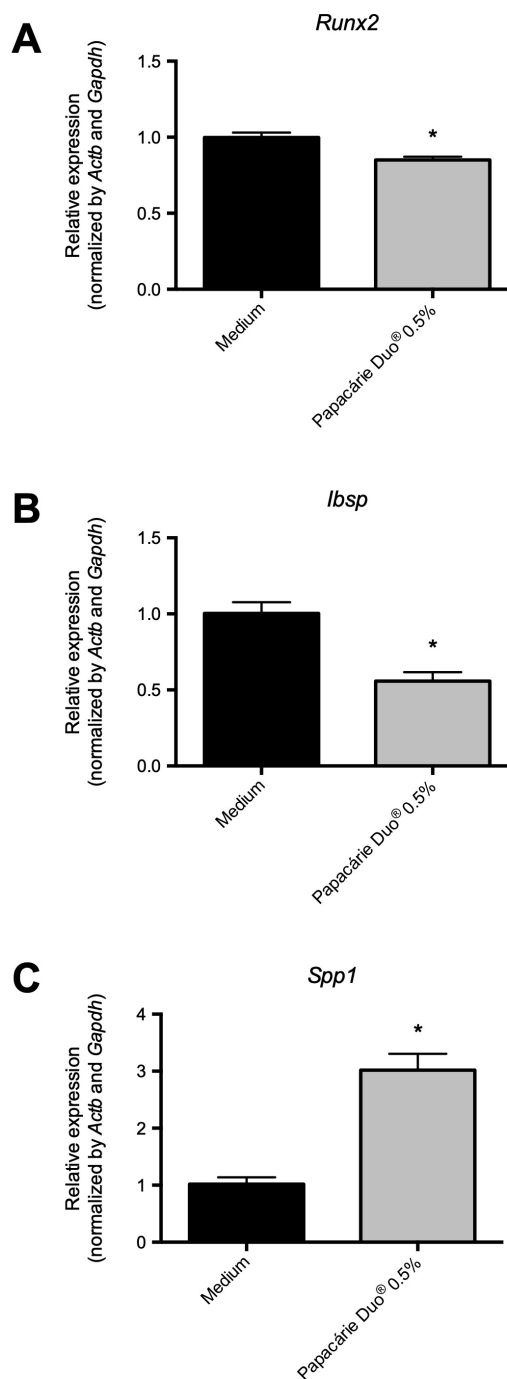 A
Runx2
Relative expression
(normalized by Actb and Gapdh)
1.5
1.0
0.5
0.0
*
Medium
Papacárie Duo® 0.5%
B
Ibsp
Relative expression
(normalized by Actb and Gapdh)
1.5
1.0
0.5
0.0
*
Medium
Papacárie Duo® 0.5%
C
Spp1
Relative expression
(normalized by Actb and Gapdh)
4
3
2
1
0
*
Medium
Papacárie Duo® 0.5%